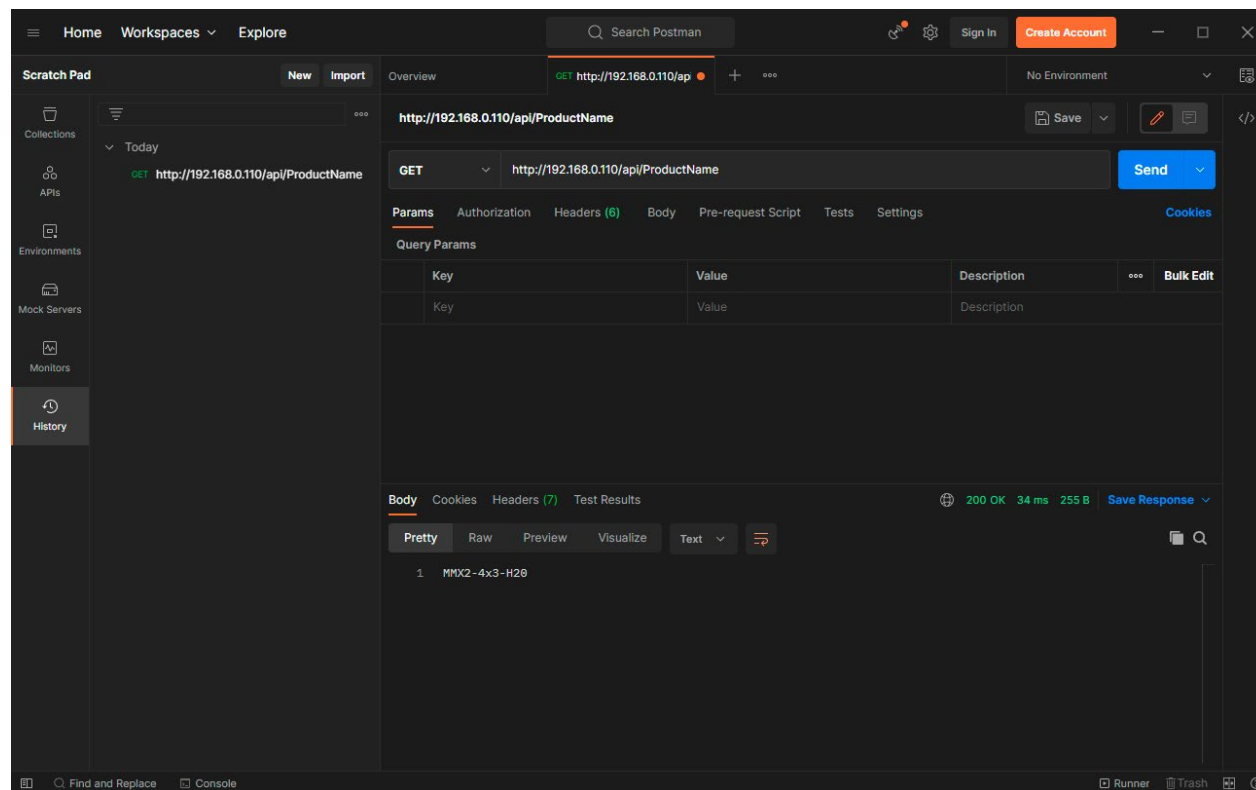 Home Workspaces Explore Search Postman Sign In Create Account
Scratch Pad New Import Overview GET http://192.168.0.110/ap No Environment
Collections
APIs
Environments
Mock Servers
Monitors
History
Today
GET http://192.168.0.110/api/ProductName
http://192.168.0.110/api/ProductName Save
GET http://192.168.0.110/api/ProductName Send
Params Authorization Headers (6) Body Pre-request Script Tests Settings Cookies
Query Params
Key Value Description Bulk Edit
Key Value Description
Body Cookies Headers (7) Test Results 200 OK 34 ms 255 B Save Response
Pretty Raw Preview Visualize Text
1 MMX2-4x3-H20
Find and Replace Console Runner Trash